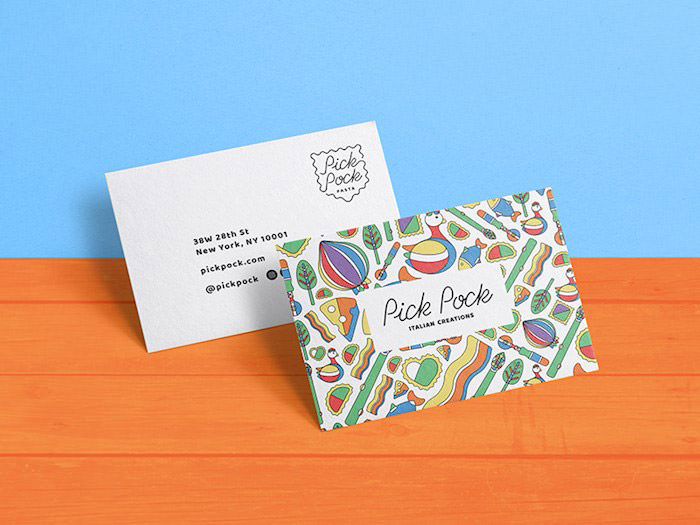 Pick
Pock
PASTA
38W 28th St
New York, NY 10001
pickpock.com
@pickpock
Pick Pock
ITALIAN CREATIONS